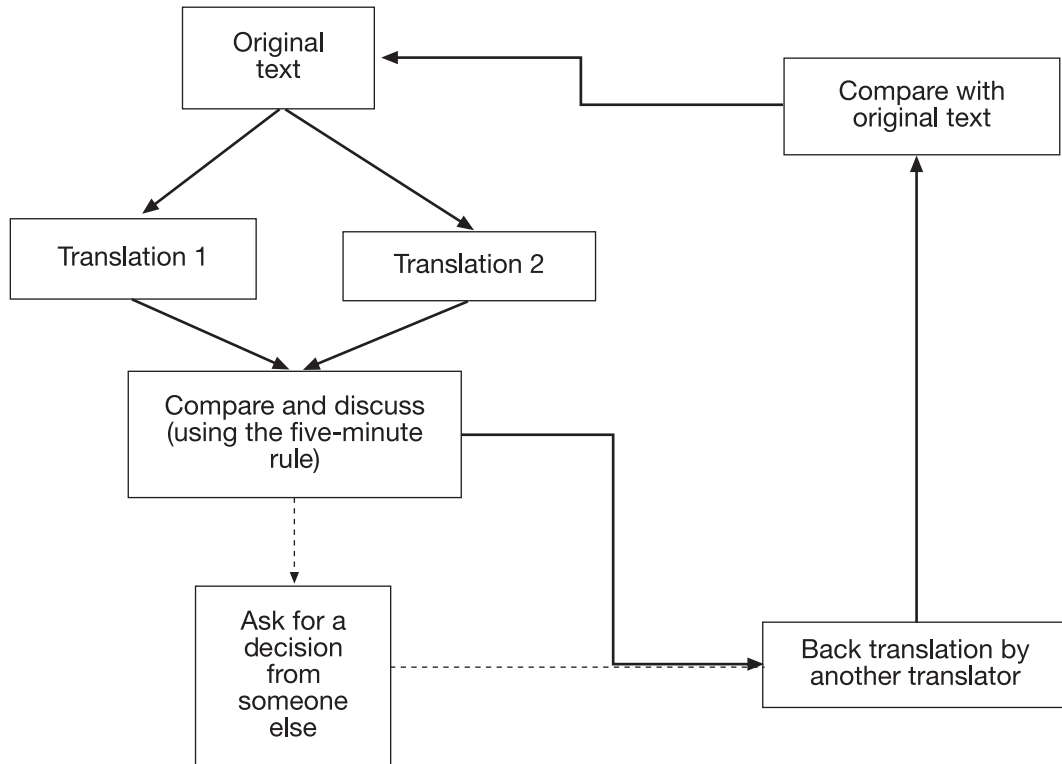 Original
text
Compare with
original text
Translation 1
Translation 2
Compare and discuss
(using the five-minute
rule)
Ask for a
decision
from
someone
else
Back translation by
another translator